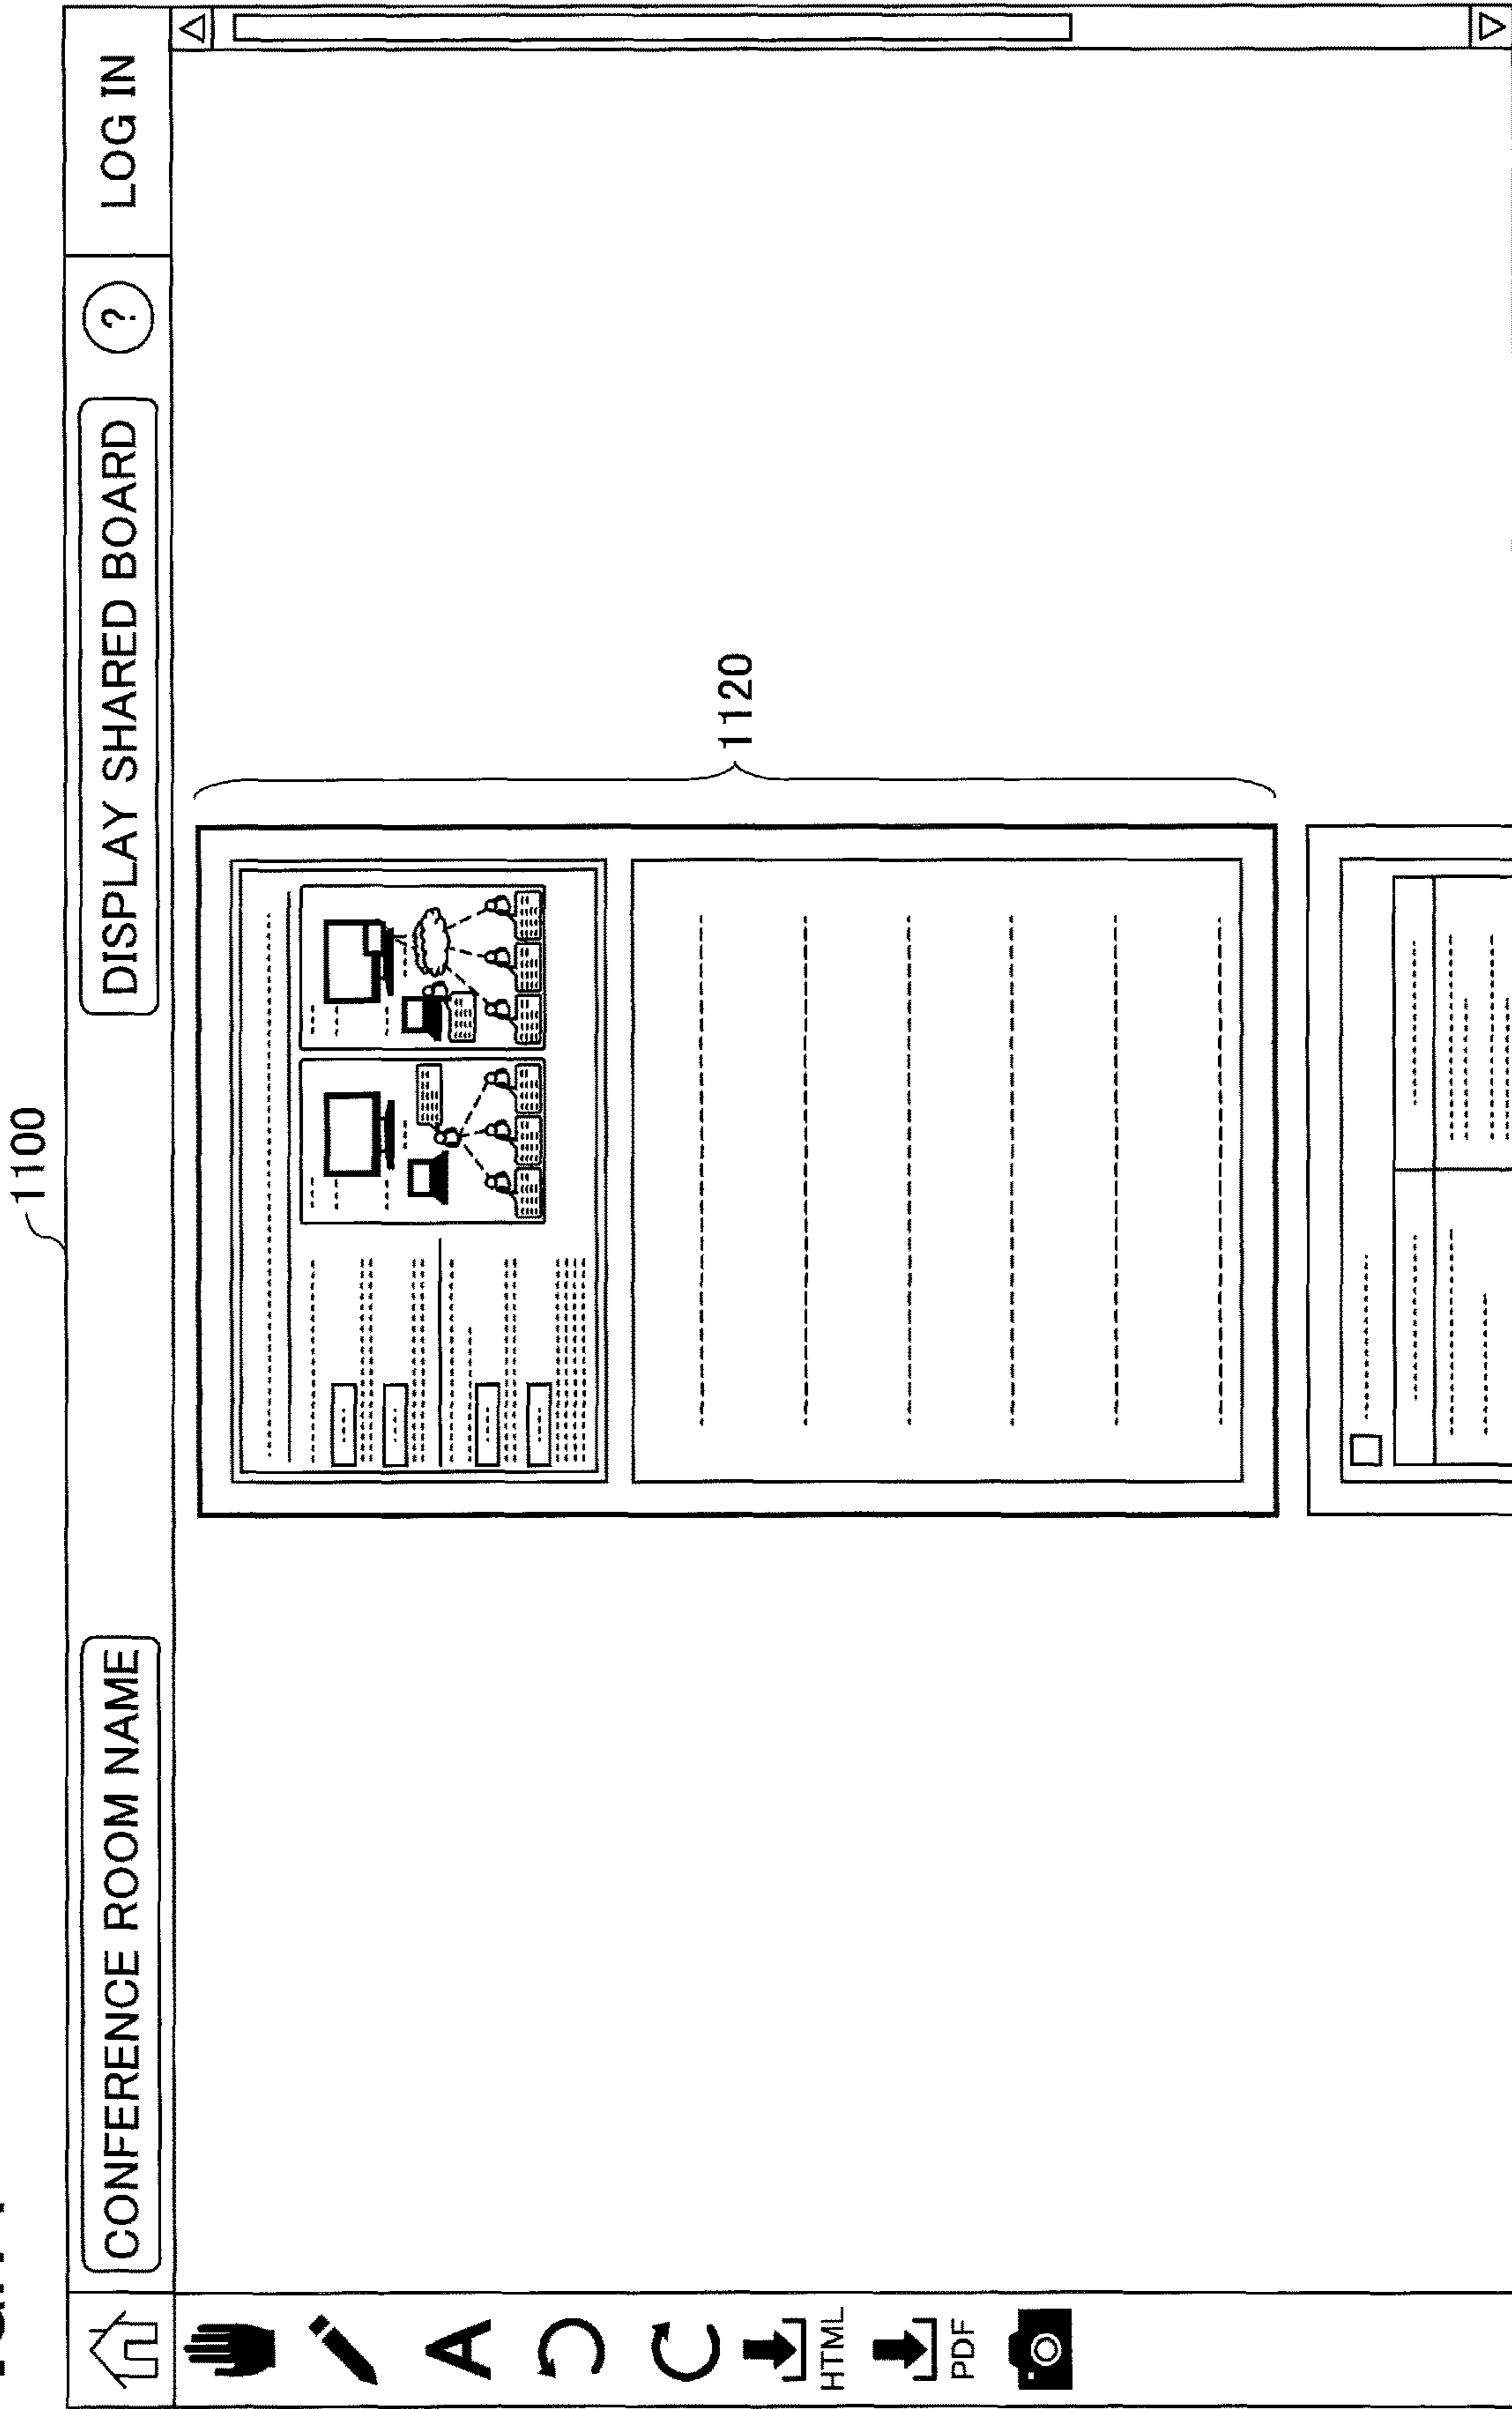 1100
CONFERENCE ROOM NAME
DISPLAY SHARED BOARD
?
LOG IN
1120
A
HTML
PDF